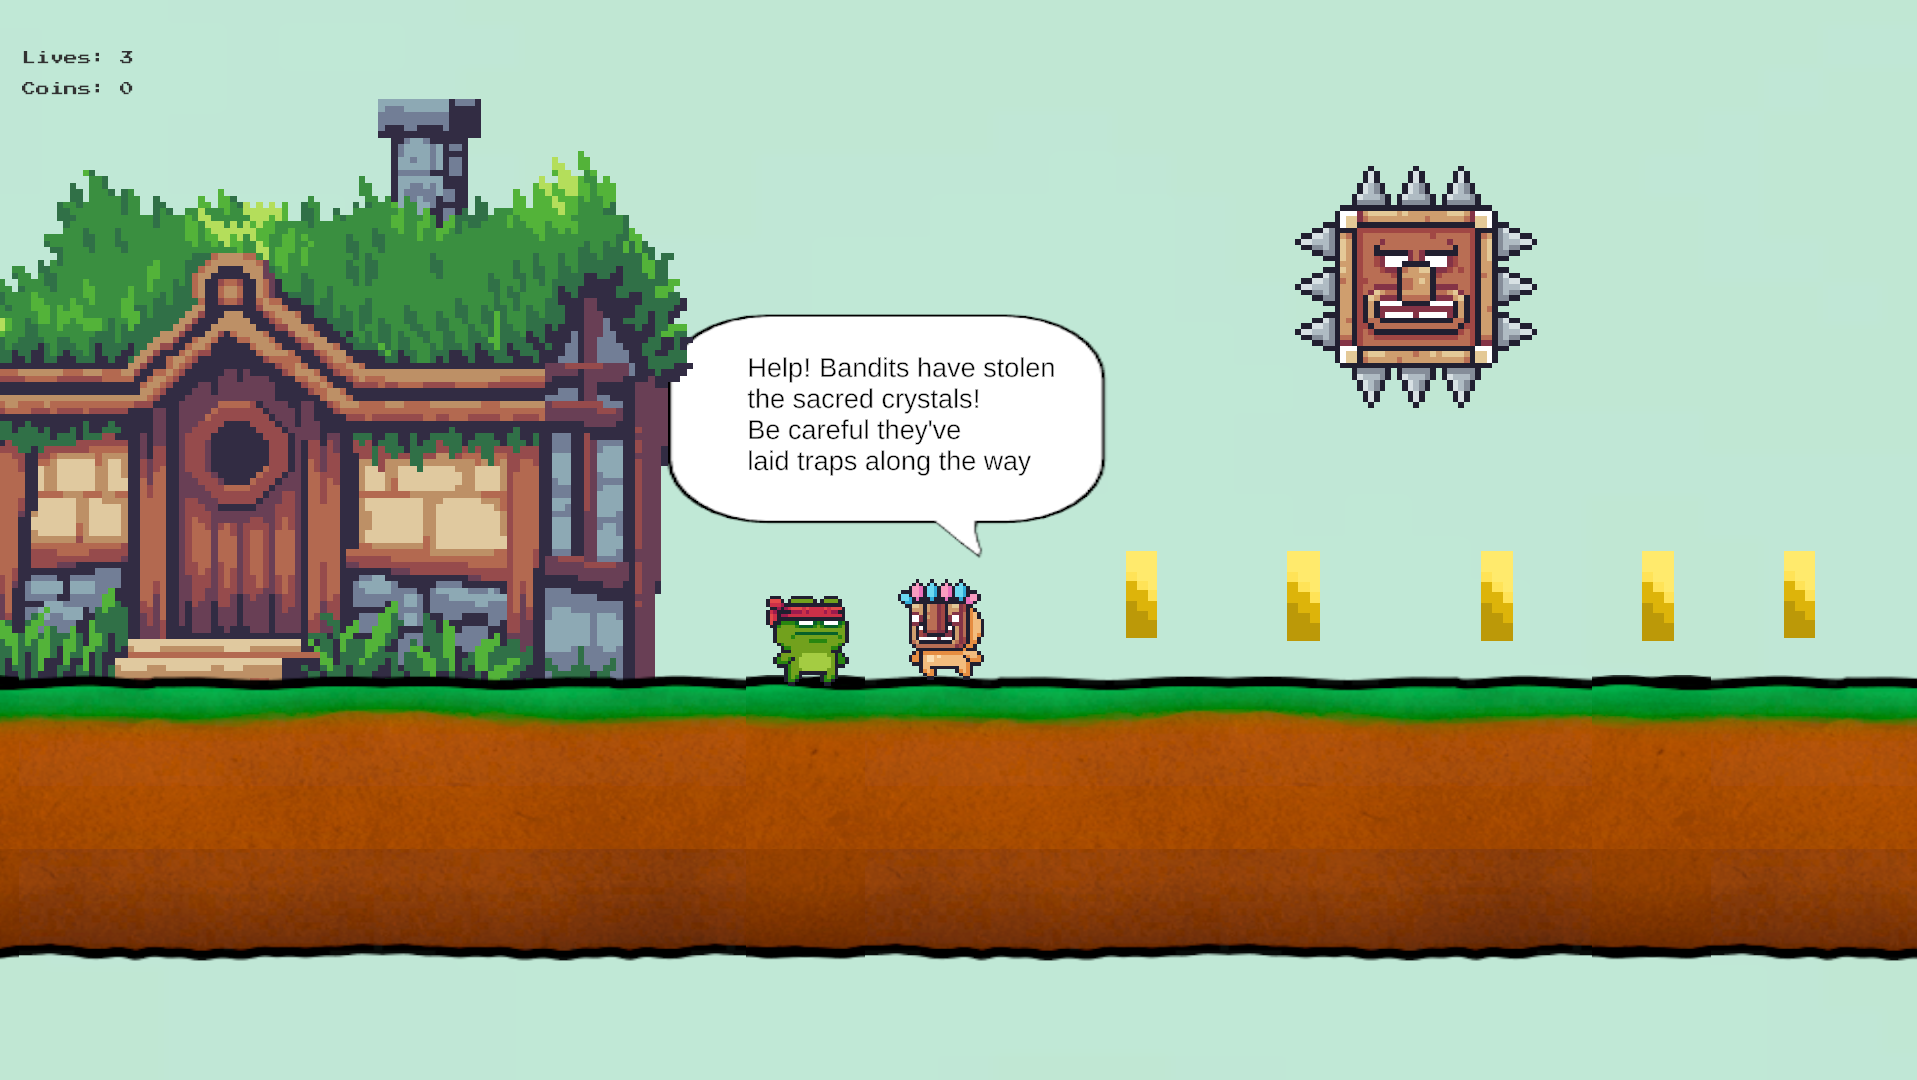 Lives: 3
Coins: 0
Help! Bandits have stolen
the sacred crystals!
Be careful they've
laid traps along the way